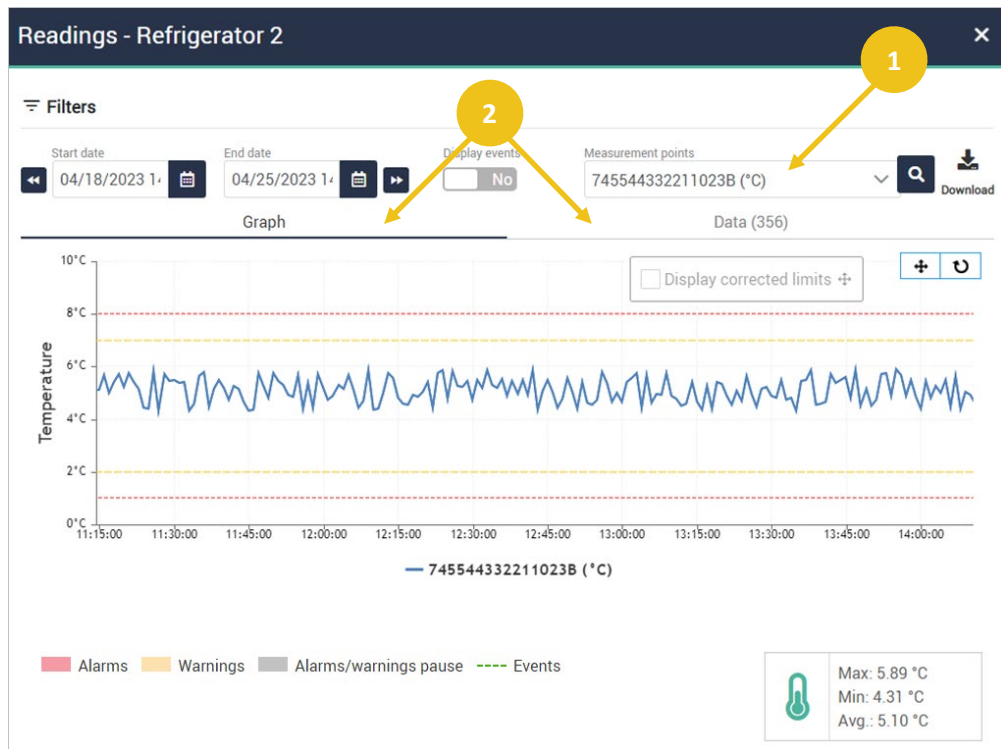 Readings - Refrigerator 2
1
Filters
2
Start date
End date
Display events
Measurement points
04/18/2023 14
04/25/2023 14
No
745544332211023B (°C)
Download
Graph
Data (356)
Display corrected limits
10°C
8°C
6°C
4°C
2°C
0°C
Temperature
11:15:00 11:30:00 11:45:00 12:00:00 12:15:00 12:30:00 12:45:00 13:00:00 13:15:00 13:30:00 13:45:00 14:00:00
745544332211023B (°C)
Alarms Warnings Alarms/warnings pause Events
Max: 5.89 °C
Min: 4.31 °C
Avg.: 5.10 °C